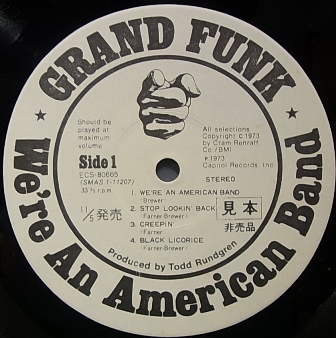 GRAND FUNK
Should be
played at
maximum
volume
All selections
Copyright © 1973
by Cram Renraff
Co (BMI)
℗ 1973
Capitol Records Inc
Side 1
ECS-80665
(SMAS 1-11207)
33 ⅓ r.p.m.
STEREO
11/5 発売
見本
非売品
1. WE'RE AN AMERICAN BAND
(Brewer)
2. STOP LOOKIN' BACK
(Farner-Brewer)
3. CREEPIN'
(Farner)
4. BLACK LICORICE
(Farner-Brewer)
Produced by Todd Rundgren
We're An American Band